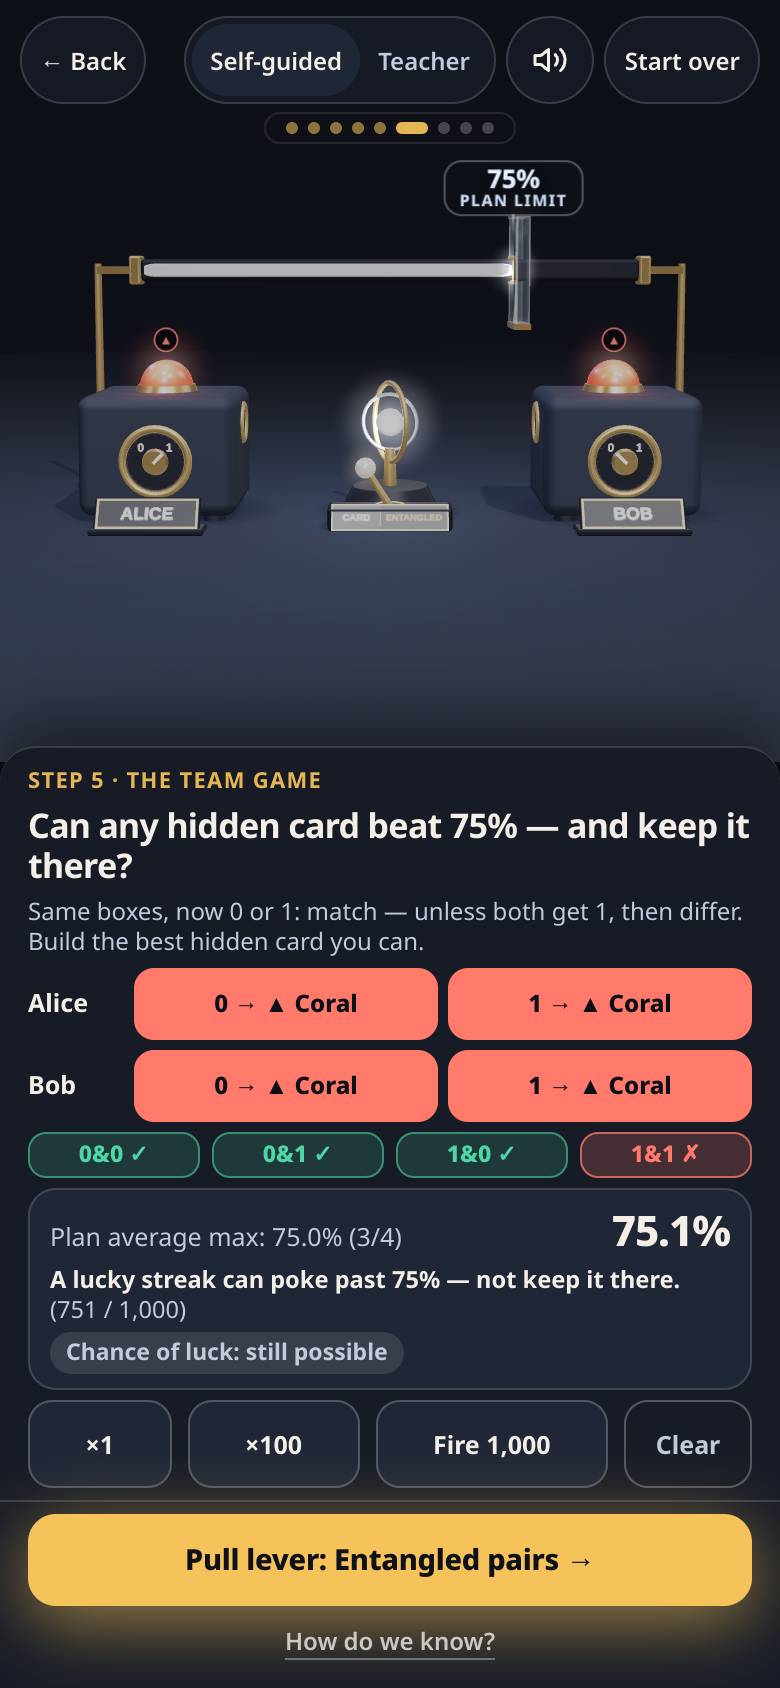 ← Back
Self-guided
Teacher
Start over
75%
PLAN LIMIT
▲
▲
0 1
0 1
ALICE
CARD
ENTANGLED
BOB
STEP 5 · THE TEAM GAME
Can any hidden card beat 75% — and keep it
there?
Same boxes, now 0 or 1: match — unless both get 1, then differ.
Build the best hidden card you can.
Alice
0 → ▲ Coral
1 → ▲ Coral
Bob
0 → ▲ Coral
1 → ▲ Coral
0&0 ✓
0&1 ✓
1&0 ✓
1&1 ✗
Plan average max: 75.0% (3/4)
75.1%
A lucky streak can poke past 75% — not keep it there.
(751 / 1,000)
Chance of luck: still possible
×1
×100
Fire 1,000
Clear
Pull lever: Entangled pairs →
How do we know?